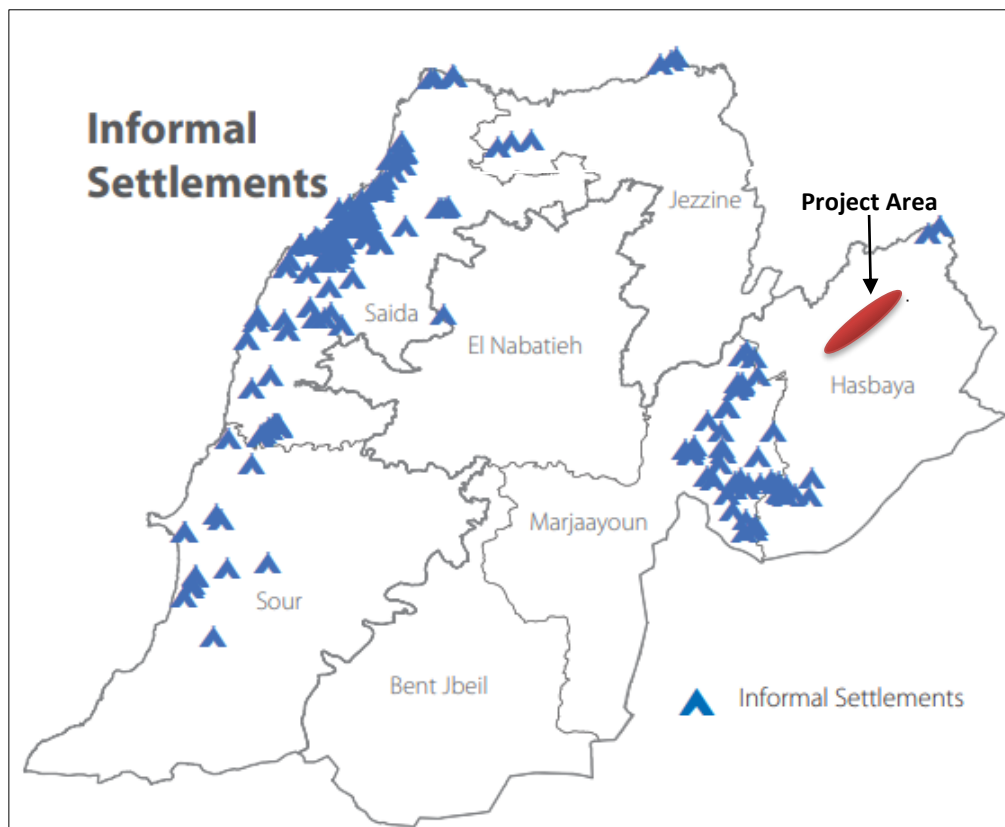 Informal
Settlements
Jezzine
Project Area
Saida
El Nabatieh
Hasbaya
Marjaayoun
Sour
Bent Jbeil
Informal Settlements